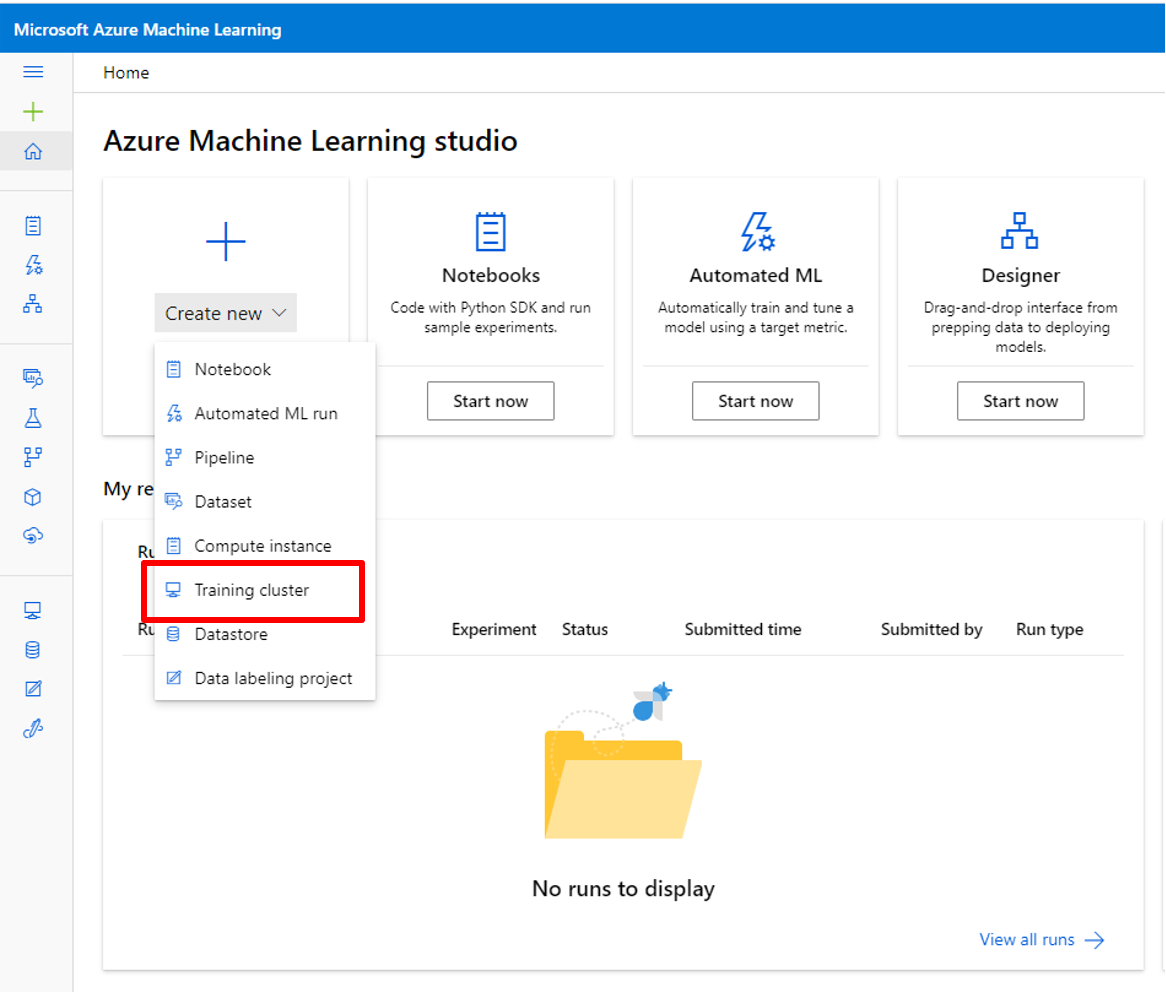 Microsoft Azure Machine Learning
Home
Azure Machine Learning studio
Create new
Notebook
Automated ML run
Pipeline
Dataset
Compute instance
Training cluster
Datastore
Data labeling project
Notebooks
Code with Python SDK and run
sample experiments.
Start now
Automated ML
Automatically train and tune a
model using a target metric.
Start now
Designer
Drag-and-drop interface from
prepping data to deploying
models.
Start now
My re
Ru
Ru
Experiment
Status
Submitted time
Submitted by
Run type
No runs to display
View all runs